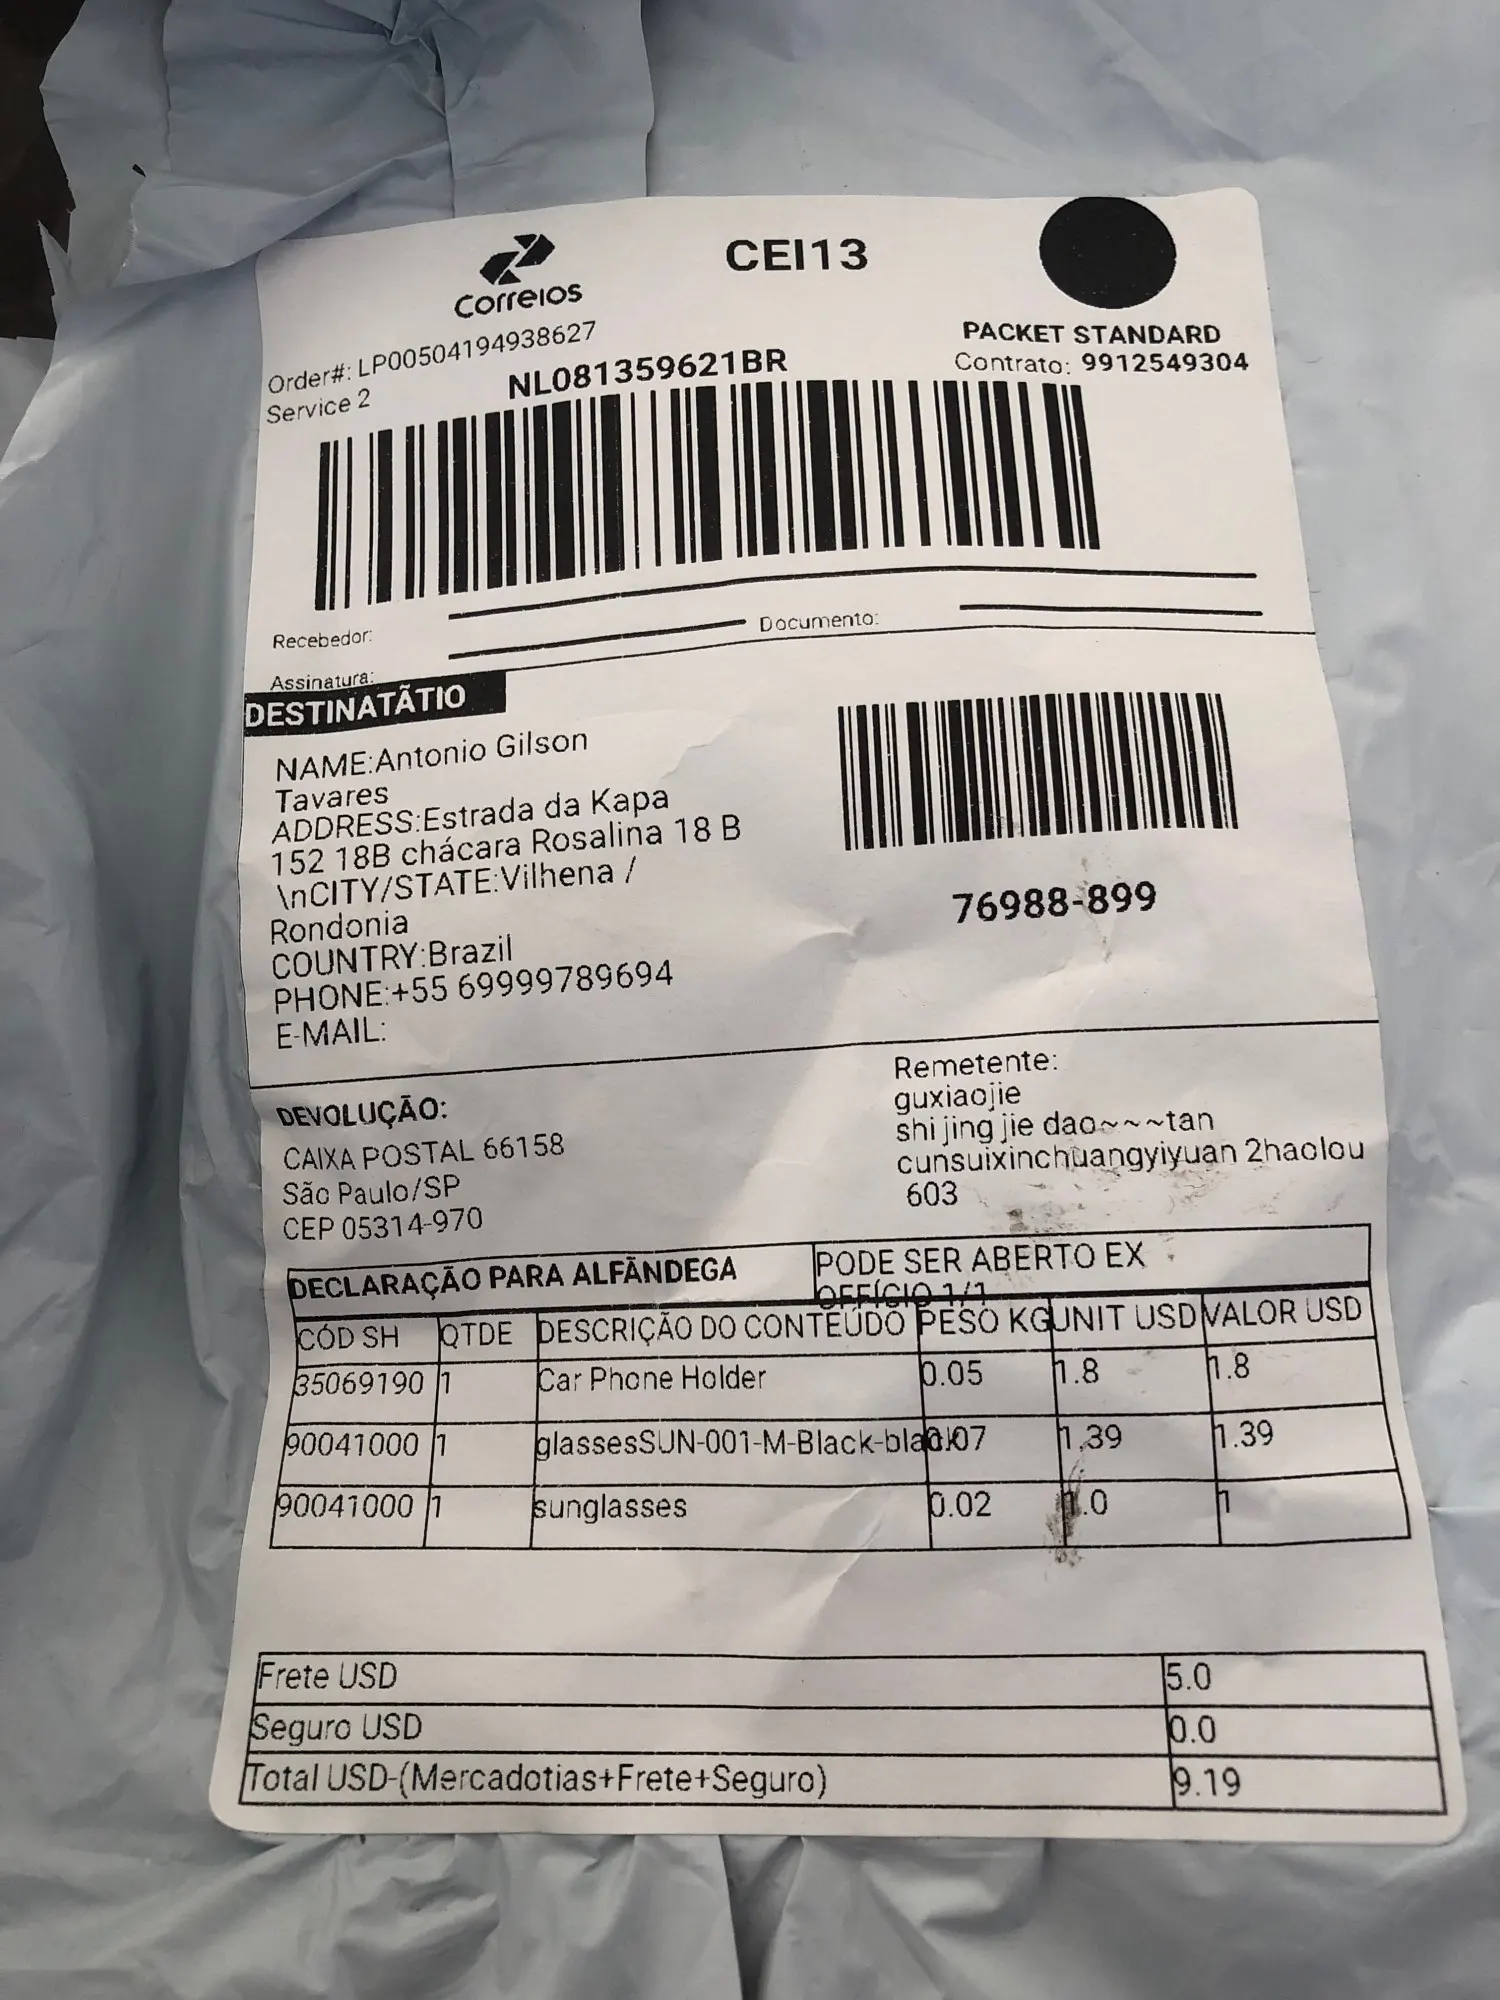 Correios
CEI13
Order#: LP00504194938627
Service 2
NL081359621BR
PACKET STANDARD
Contrato: 9912549304
Recebedor:
Assinatura:
Documento:
DESTINATÃTIO
NAME:Antonio Gilson
Tavares
ADDRESS:Estrada da Kapa
152 18B chácara Rosalina 18 B
\nCITY/STATE:Vilhena /
Rondonia
COUNTRY:Brazil
PHONE:+55 69999789694
E-MAIL:
76988-899
DEVOLUÇÃO:
CAIXA POSTAL 66158
São Paulo/SP
CEP 05314-970
Remetente:
guxiaojie
shi jing jie dao~~~tan
cunsuixinchuangyiyuan 2haolou
603
DECLARAÇÃO PARA ALFÃNDEGA
PODE SER ABERTO EX
OFFÍCIO 1/1
CÓD SH QTDE DESCRIÇÃO DO CONTEÚDO PESO KG UNIT USD VALOR USD
35069190 1 Car Phone Holder 0.05 1.8 1.8
90041000 1 glassesSUN-001-M-Black-black 0.07 1.39 1.39
90041000 1 sunglasses 0.02 1.0 1
Frete USD 5.0
Seguro USD 0.0
Total USD-(Mercadotias+Frete+Seguro) 9.19